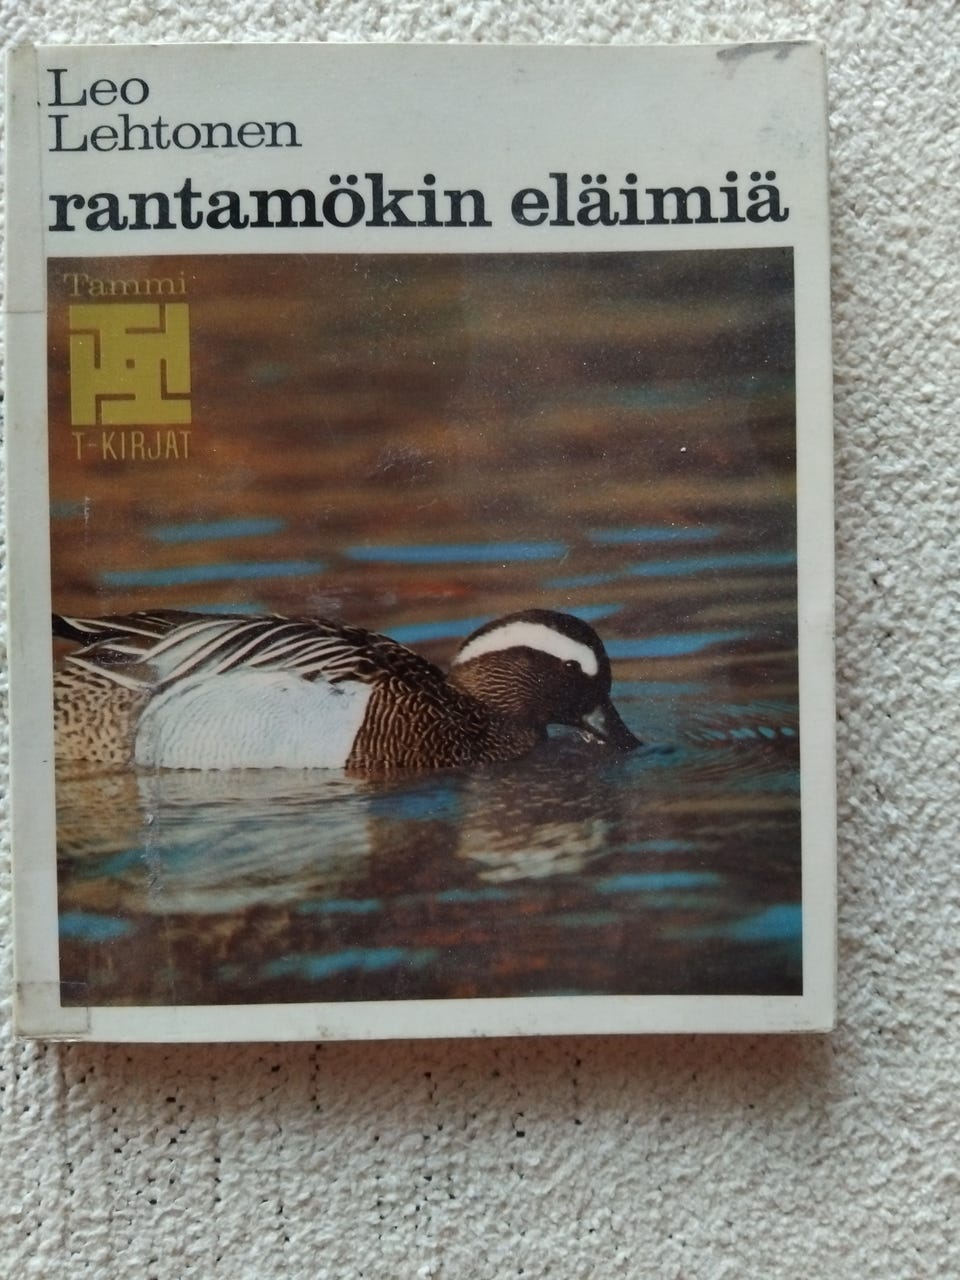 Leo
Lehtonen
rantamökin eläimiä
Tammi
T-KIRJAT